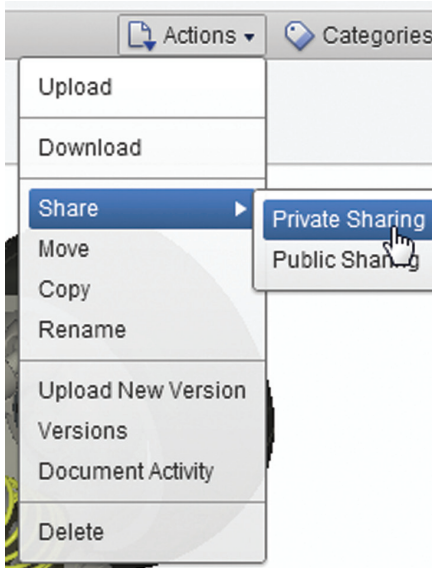 Actions
Categories
Upload
Download
Share
Private Sharing
Move
Public Sharing
Copy
Rename
Upload New Version
Versions
Document Activity
Delete